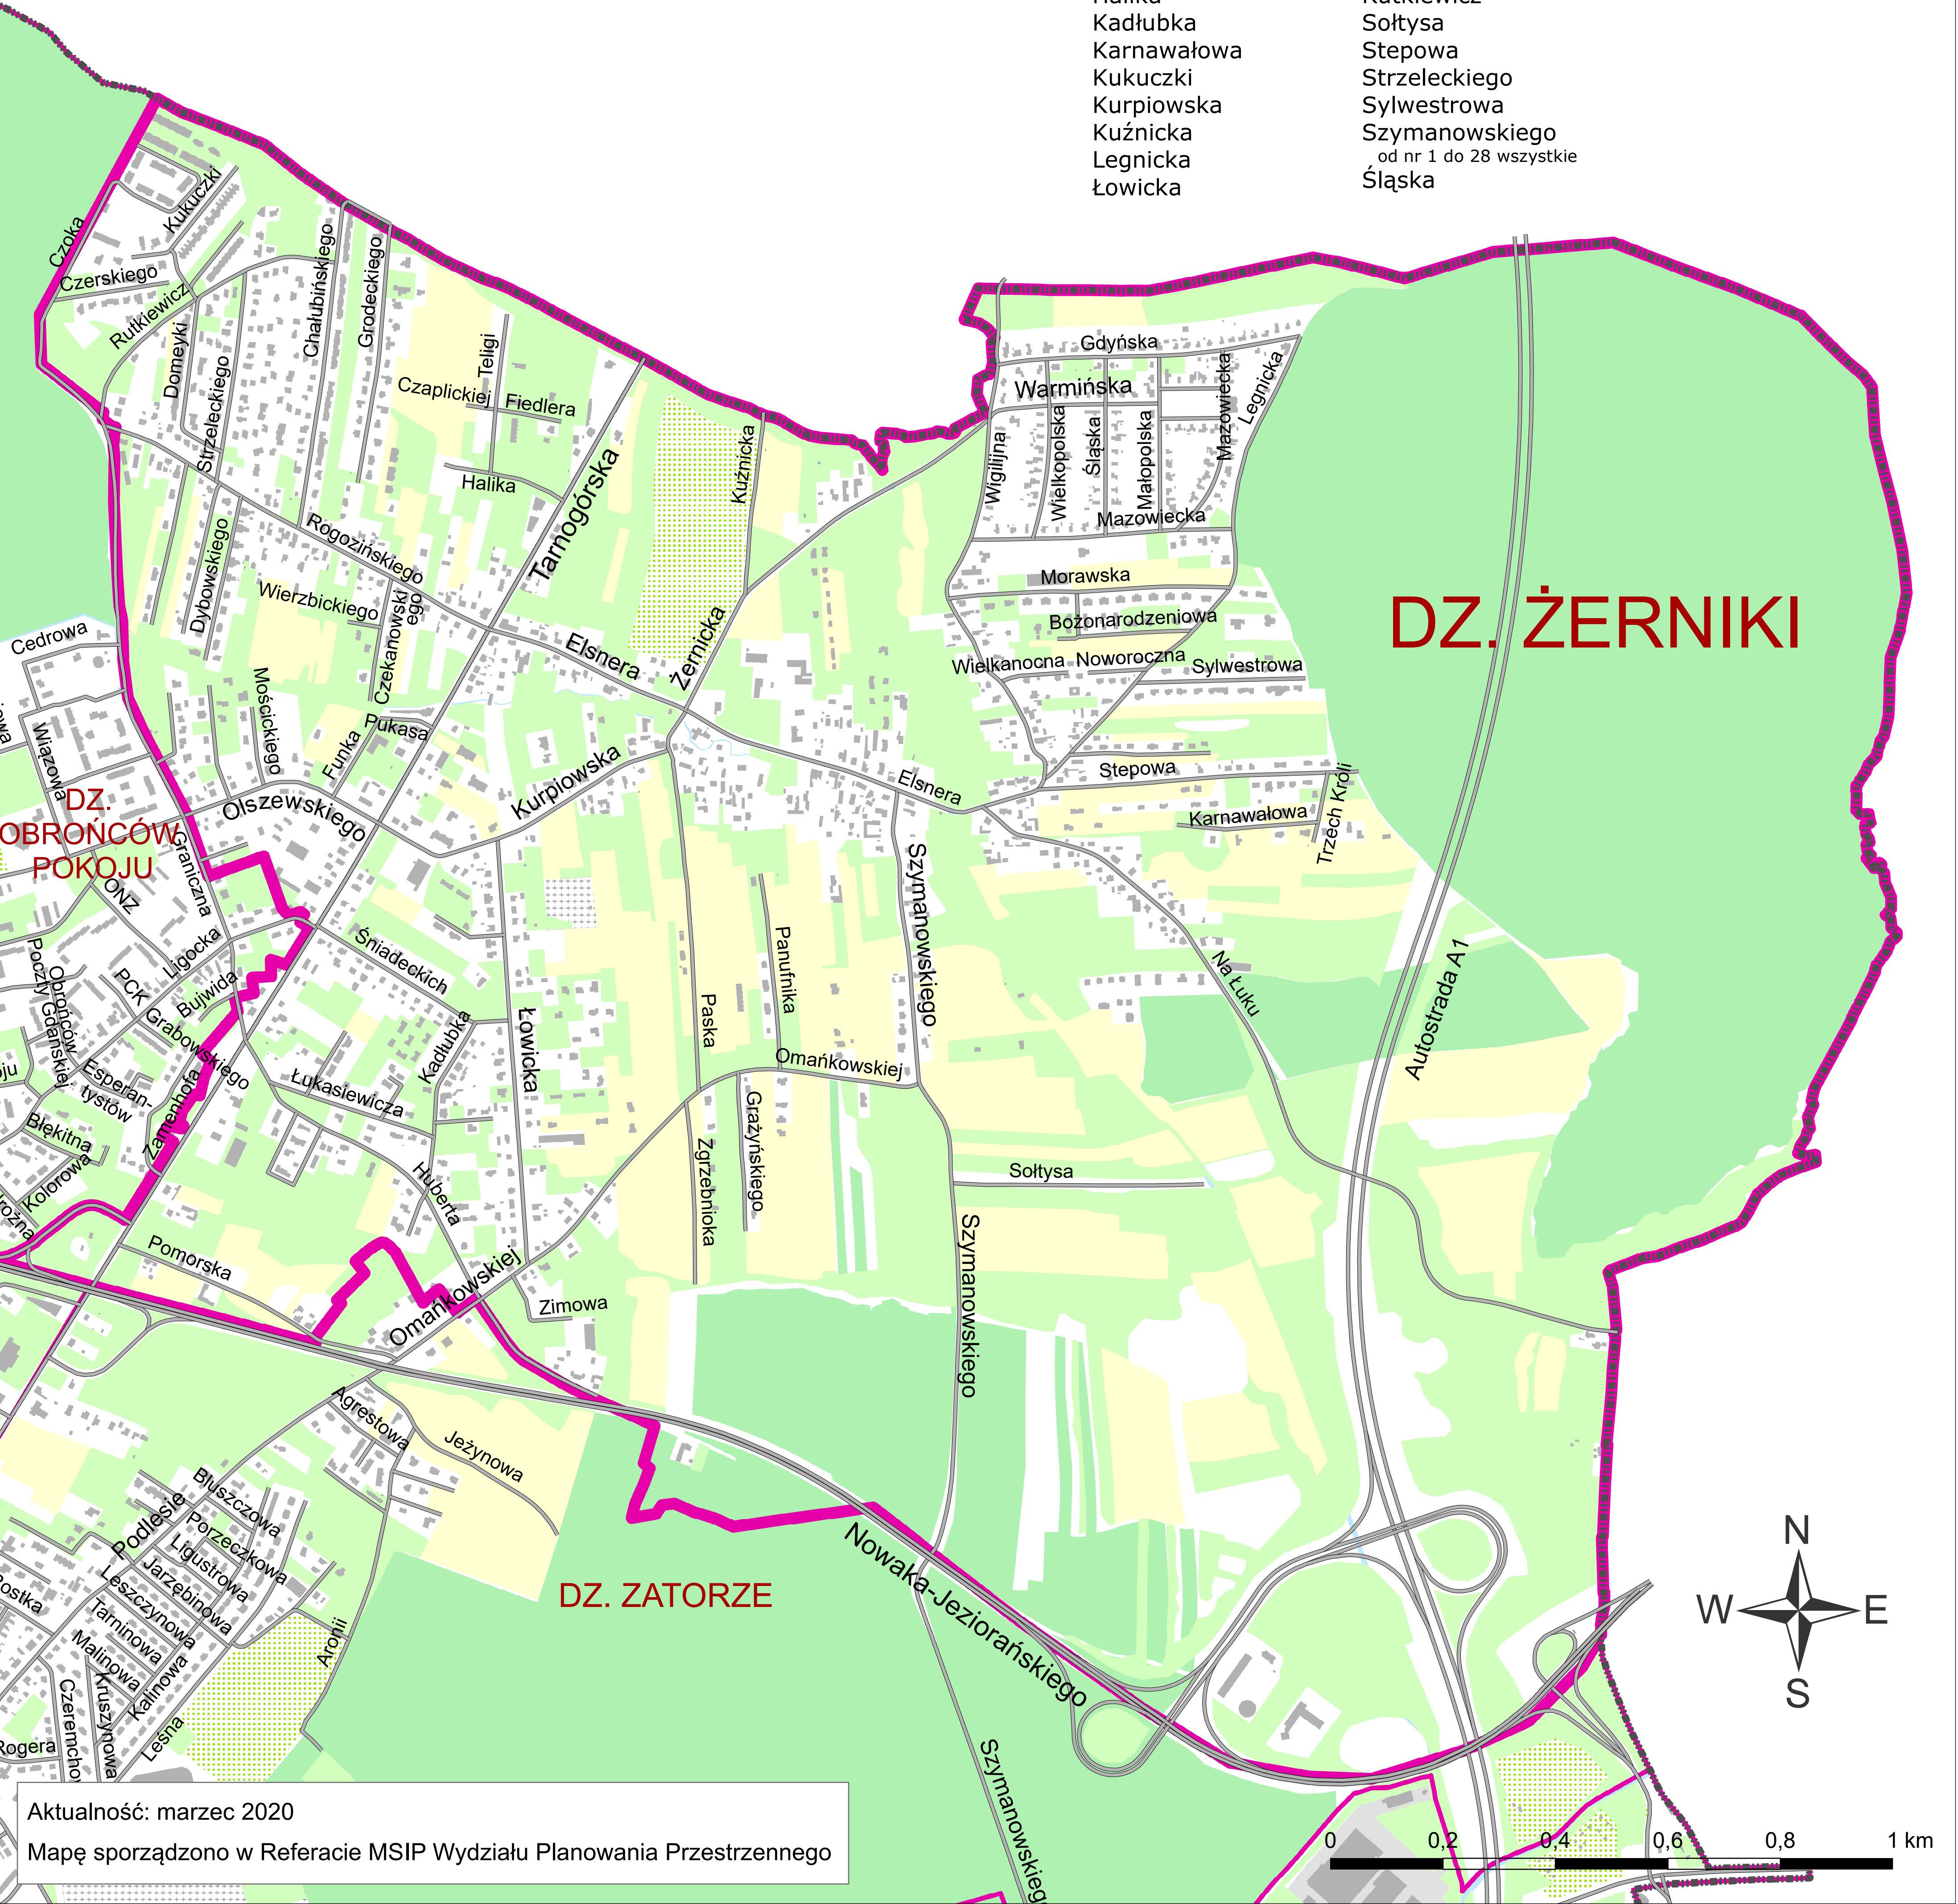 Kadłubka
Karnawałowa
Kukuczki
Kurpiowska
Kuźnicka
Legnicka
Łowicka
Sołtysa
Stepowa
Strzeleckiego
Sylwestrowa
Szymanowskiego
od nr 1 do 28 wszystkie
Śląska
Kukuczki
Czoka
Czerskiego
Rutkiewicz
Domeyki
Strzeleckiego
Chałubińskiego
Grodeckiego
Teligi
Czaplickiej
Fiedlera
Halika
Tarnogórska
Kuźnicka
Gdyńska
Warmińska
Mazowiecka
Legnicka
Wigilijna
Wielkopolska
Śląska
Małopolska
Mazowiecka
Rogozińskiego
Dybowskiego
Wierzbickiego
Czekanowski
ego
Morawska
Bożonarodzeniowa
Wielkanocna
Noworoczna
Sylwestrowa
DZ. ŻERNIKI
Cedrowa
Elsnera
Żernicka
Mościckiego
Pukasa
Funka
Wiązowa
Kurpiowska
Olszewskiego
Elsnera
Stepowa
Karnawałowa
Trzech Króli
DZ.
OBROŃCÓW
POKOJU
Graniczna
ONZ
Szymanowskiego
Ligocka
Śniadeckich
Panufnika
Na Łuku
Autostrada A1
Poczty Gdańskiej
Obrońców
PCK
Bujwida
Grabowskiego
Paska
Łowicka
Kadłubka
Omańkowskiej
Esperan-
tystów
Zamenhofa
Łukasiewicza
Grażyńskiego
Błękitna
Kolorowa
Huberta
Zgrzebnioka
Sołtysa
Pomorska
Omańkowskiej
Zimowa
Szymanowskiego
Agrestowa
Jeżynowa
Bluszczowa
Podlesie
Porzeczkowa
Ligustrowa
Jarzębinowa
Leszczynowa
Tarninowa
Malinowa
Kalinowa
Kruszynowa
Leśna
Aronii
Rogera
DZ. ZATORZE
Nowaka-Jeziorańskiego
N
W
E
S
Aktualność: marzec 2020
Mapę sporządzono w Referacie MSIP Wydziału Planowania Przestrzennego
0 0,2 0,4 0,6 0,8 1 km